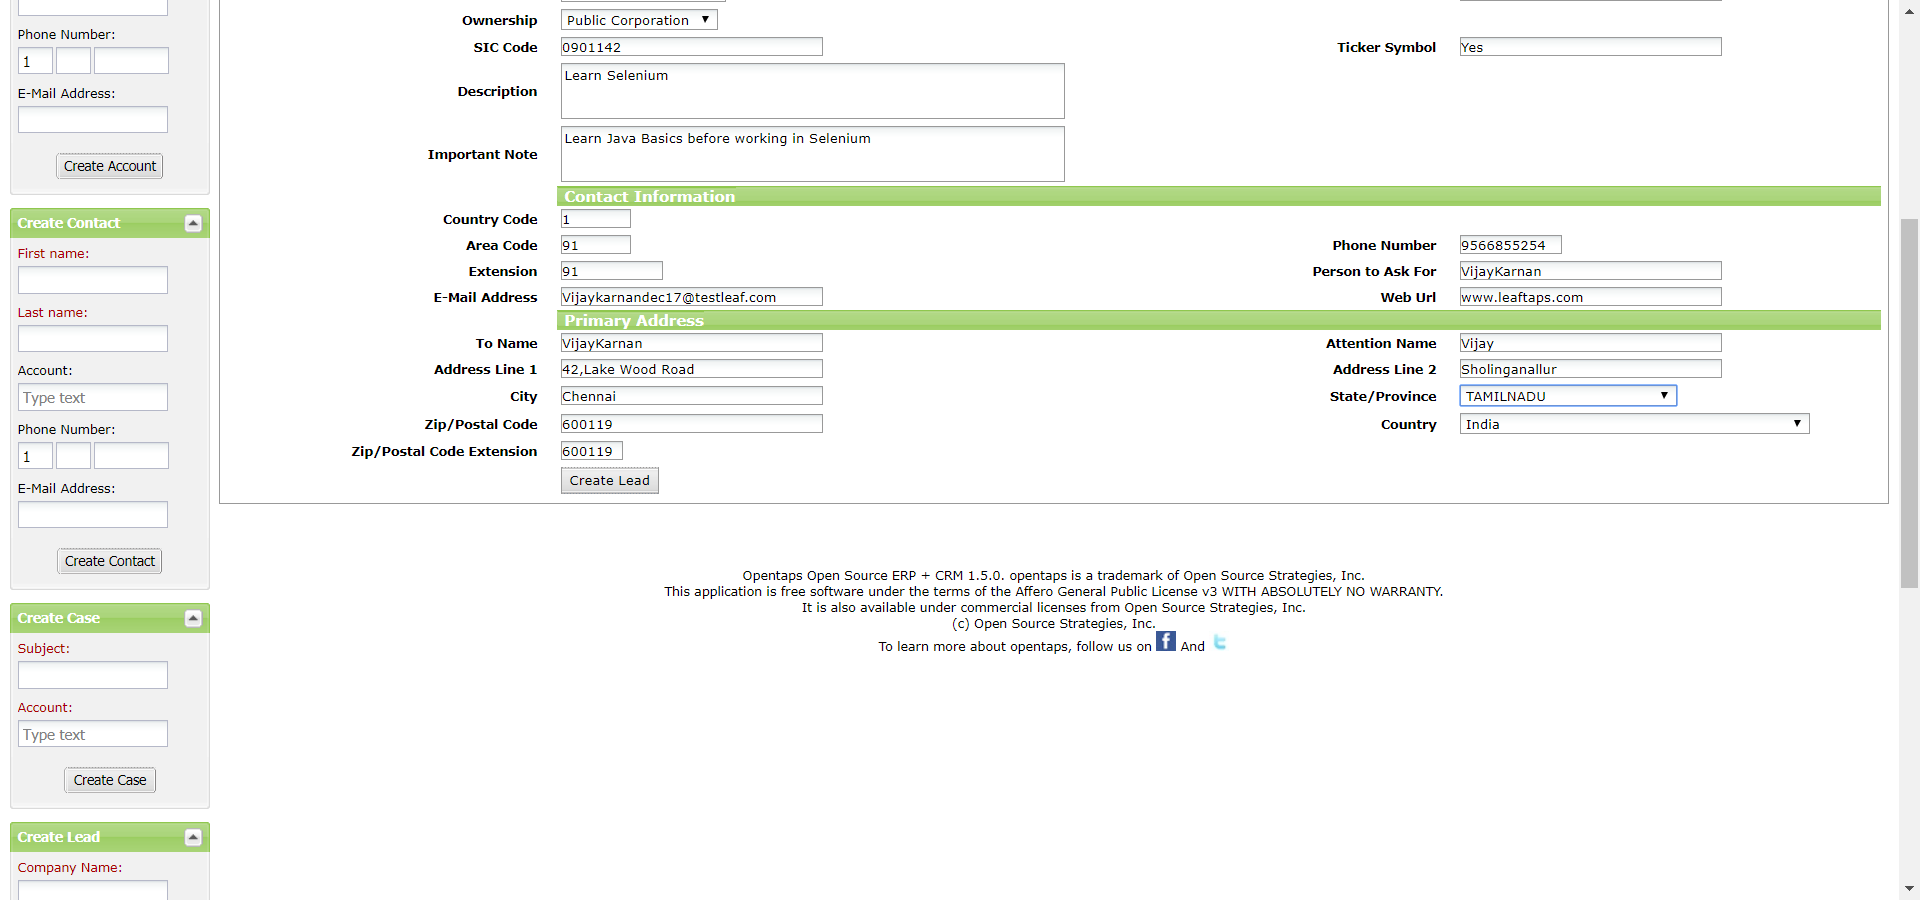 Phone Number:
1
E-Mail Address:
Create Account
Create Contact
First name:
Last name:
Account:
Type text
Phone Number:
1
E-Mail Address:
Create Contact
Create Case
Subject:
Account:
Type text
Create Case
Create Lead
Company Name:
Ownership Public Corporation
SIC Code 0901142 Ticker Symbol Yes
Description Learn Selenium
Important Note Learn Java Basics before working in Selenium
Contact Information
Country Code 1
Area Code 91 Phone Number 9566855254
Extension 91 Person to Ask For VijayKarnan
E-Mail Address Vijaykarnandec17@testleaf.com Web Url www.leaftaps.com
Primary Address
To Name VijayKarnan Attention Name Vijay
Address Line 1 42,Lake Wood Road Address Line 2 Sholinganallur
City Chennai State/Province TAMILNADU
Zip/Postal Code 600119 Country India
Zip/Postal Code Extension 600119
Create Lead
Opentaps Open Source ERP + CRM 1.5.0. opentaps is a trademark of Open Source Strategies, Inc.
This application is free software under the terms of the Affero General Public License v3 WITH ABSOLUTELY NO WARRANTY.
It is also available under commercial licenses from Open Source Strategies, Inc.
(c) Open Source Strategies, Inc.
To learn more about opentaps, follow us on f And t